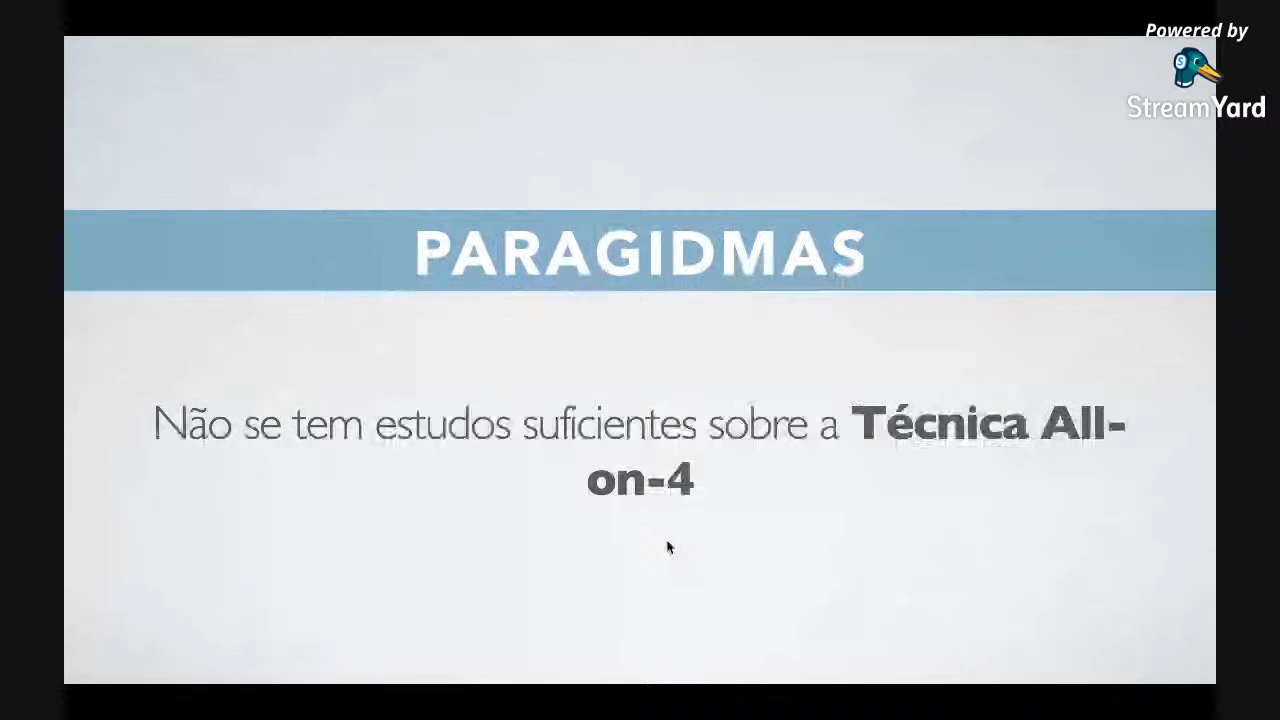 Powered by
StreamYard
PARAGIDMAS
Não se tem estudos suficientes sobre a Técnica All-
on-4